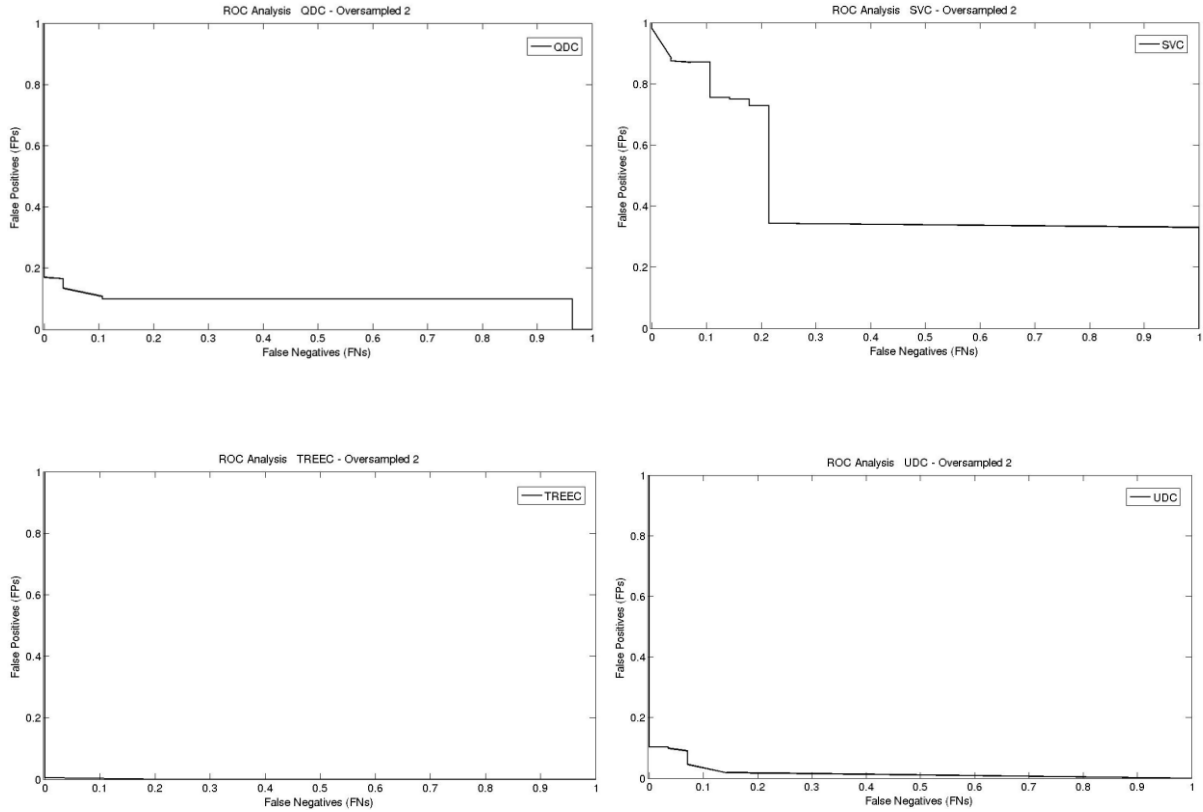 ROC Analysis QDC - Oversampled 2
1
0.8
0.6
0.4
0.2
0
False Positives (FPs)
QDC
0 0.1 0.2 0.3 0.4 0.5 0.6 0.7 0.8 0.9 1
False Negatives (FNs)
ROC Analysis SVC - Oversampled 2
1
0.8
0.6
0.4
0.2
0
False Positives (FPs)
SVC
0 0.1 0.2 0.3 0.4 0.5 0.6 0.7 0.8 0.9 1
False Negatives (FNs)
ROC Analysis TREEC - Oversampled 2
1
0.8
0.6
0.4
0.2
0
False Positives (FPs)
TREEC
0 0.1 0.2 0.3 0.4 0.5 0.6 0.7 0.8 0.9 1
False Negatives (FNs)
ROC Analysis UDC - Oversampled 2
1
0.8
0.6
0.4
0.2
0
False Positives (FPs)
UDC
0 0.1 0.2 0.3 0.4 0.5 0.6 0.7 0.8 0.9 1
False Negatives (FNs)